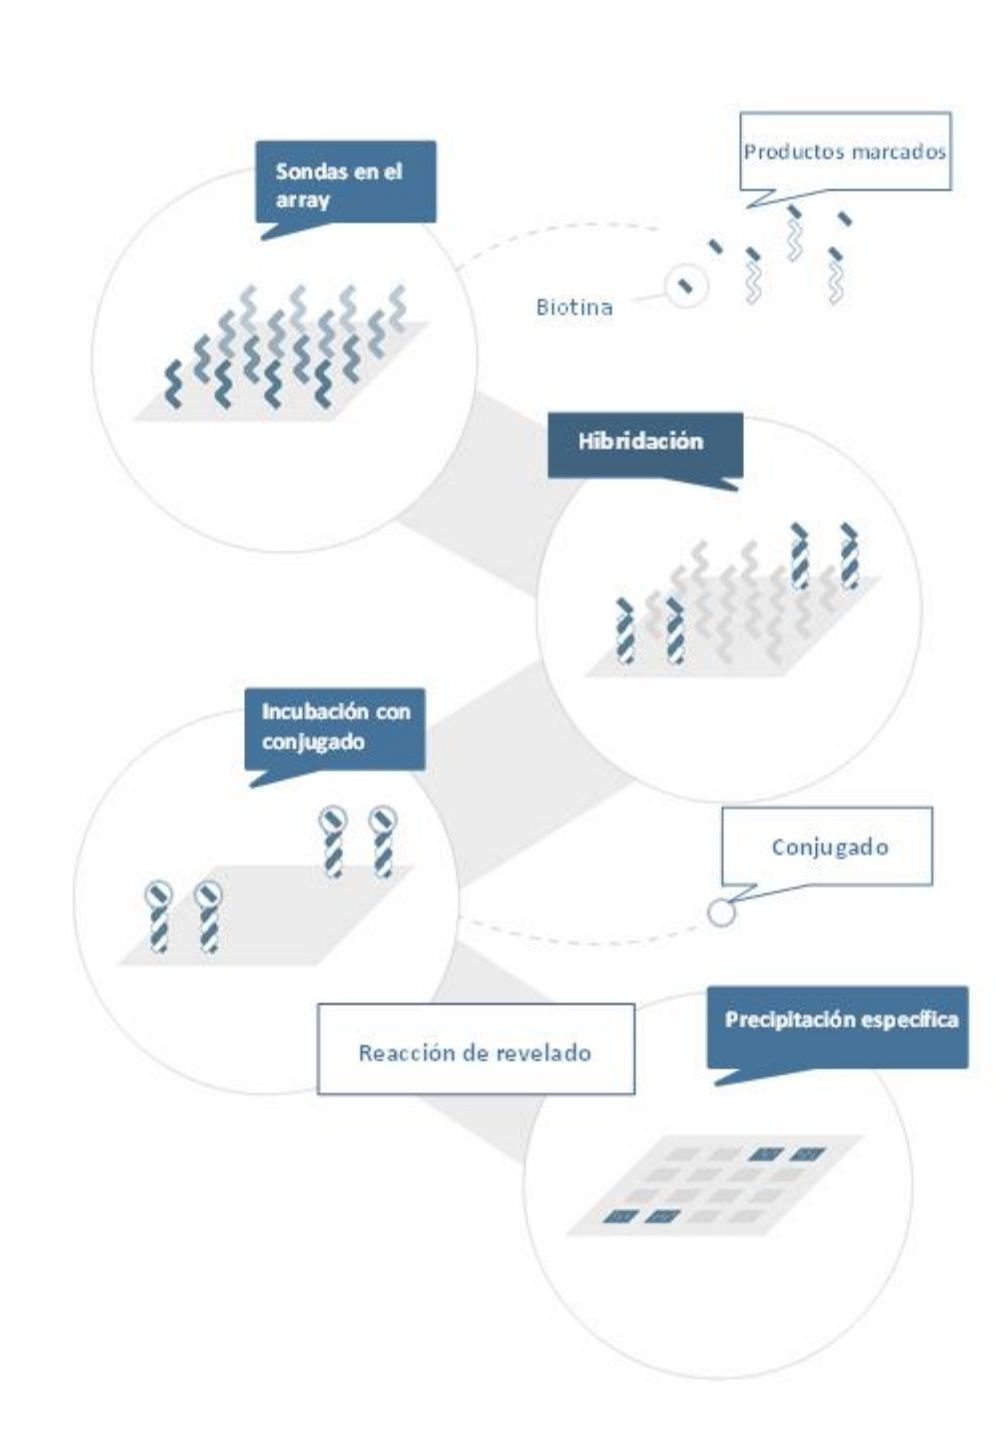 Productos marcados
Sondas en el
array
Biotina
Hibridación
Incubación con
conjugado
Conjugado
Precipitación específica
Reacción de revelado